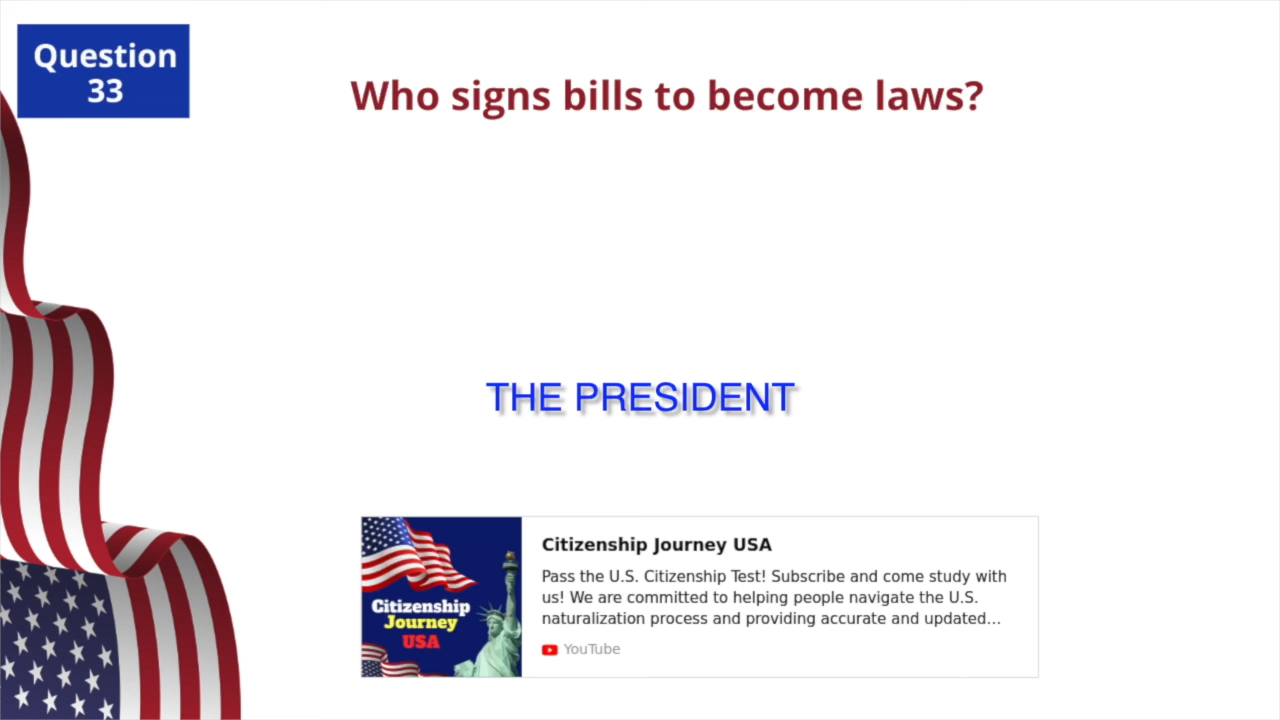 Question
33
Who signs bills to become laws?
THE PRESIDENT
Citizenship
Journey
USA
Citizenship Journey USA
Pass the U.S. Citizenship Test! Subscribe and come study with
us! We are committed to helping people navigate the U.S.
naturalization process and providing accurate and updated...
YouTube